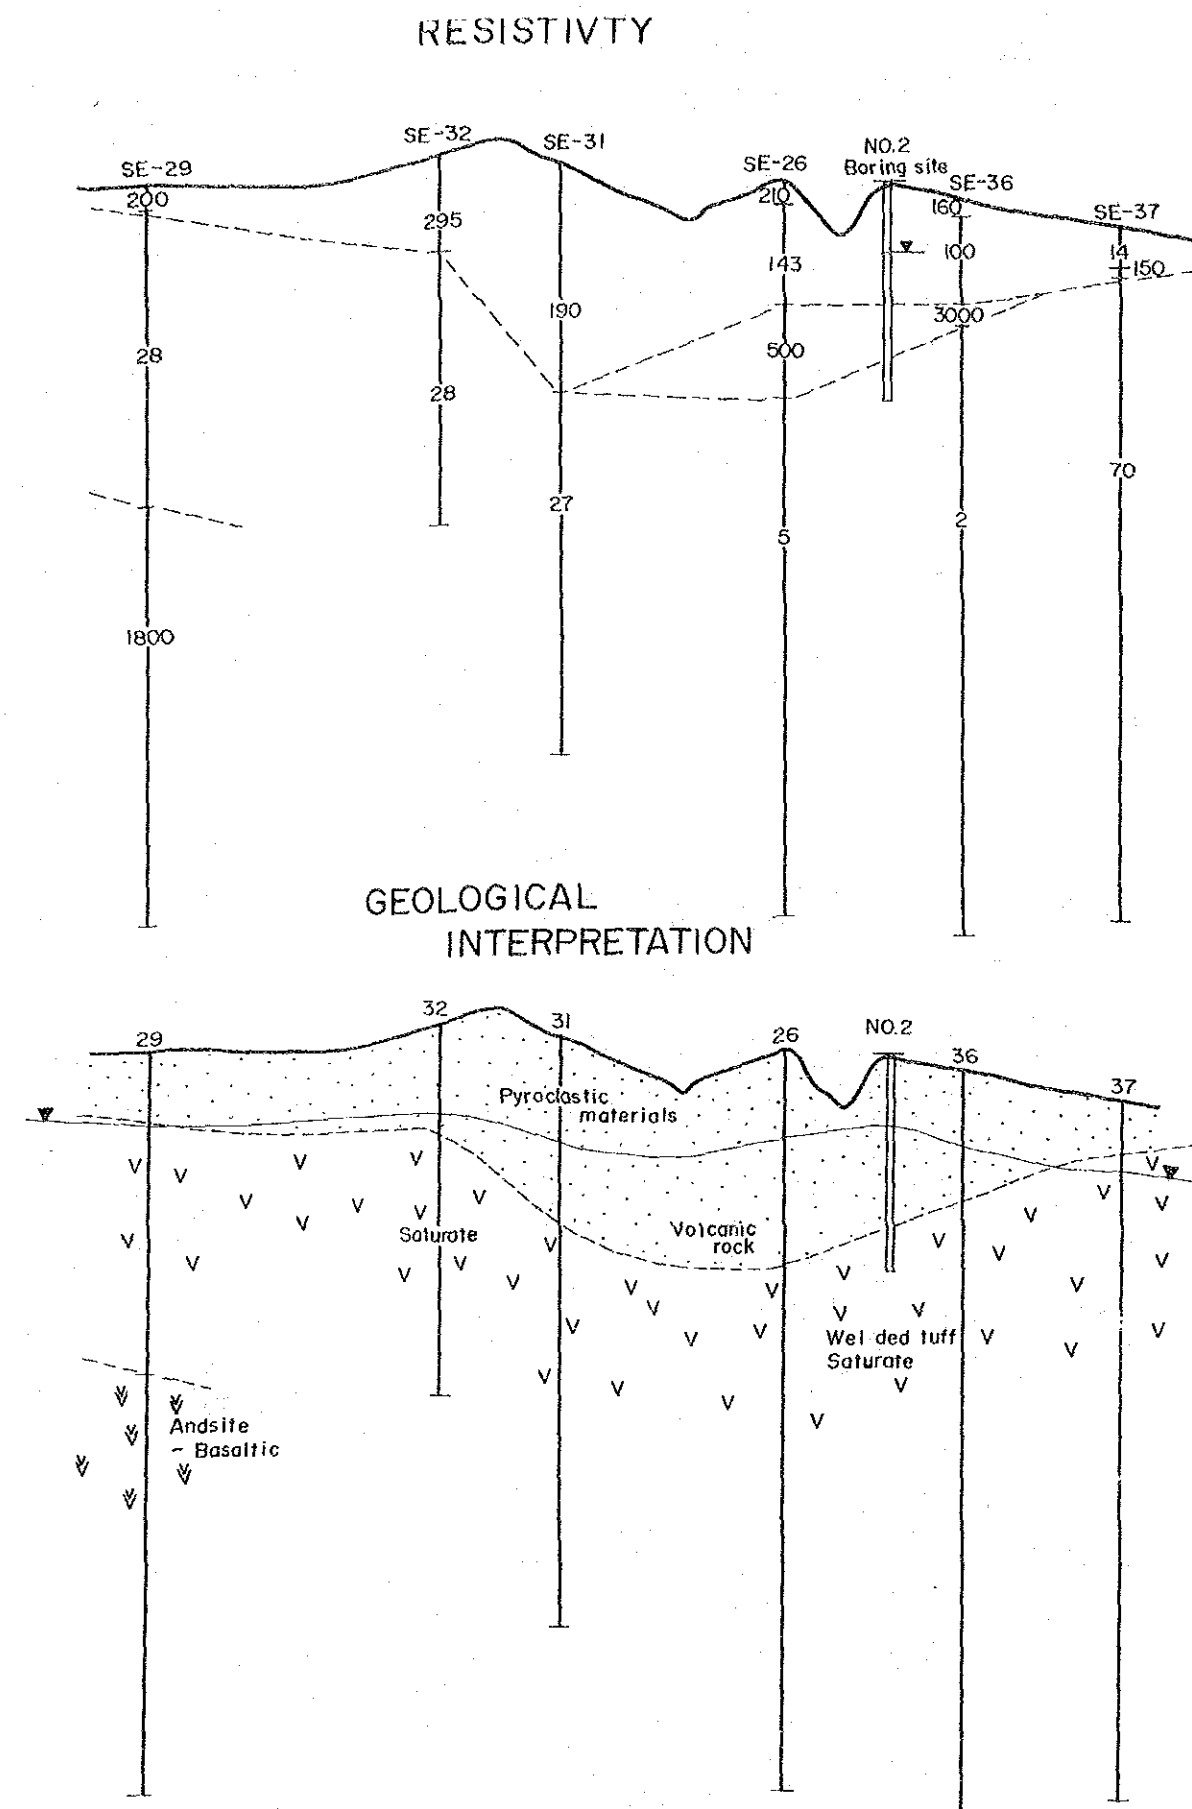 RESISTIVTY
SE-29
SE-32
SE-31
SE-26
NO.2
Boring site
SE-36
SE-37
200
295
210
160
143
100
14
150
190
3000
28
500
28
27
70
5
2
1800
GEOLOGICAL
INTERPRETATION
29
32
31
26
NO.2
36
37
Pyroclastic
materials
Saturate
Volcanic
rock
Wel ded tuff
Saturate
Andsite
- Basaltic